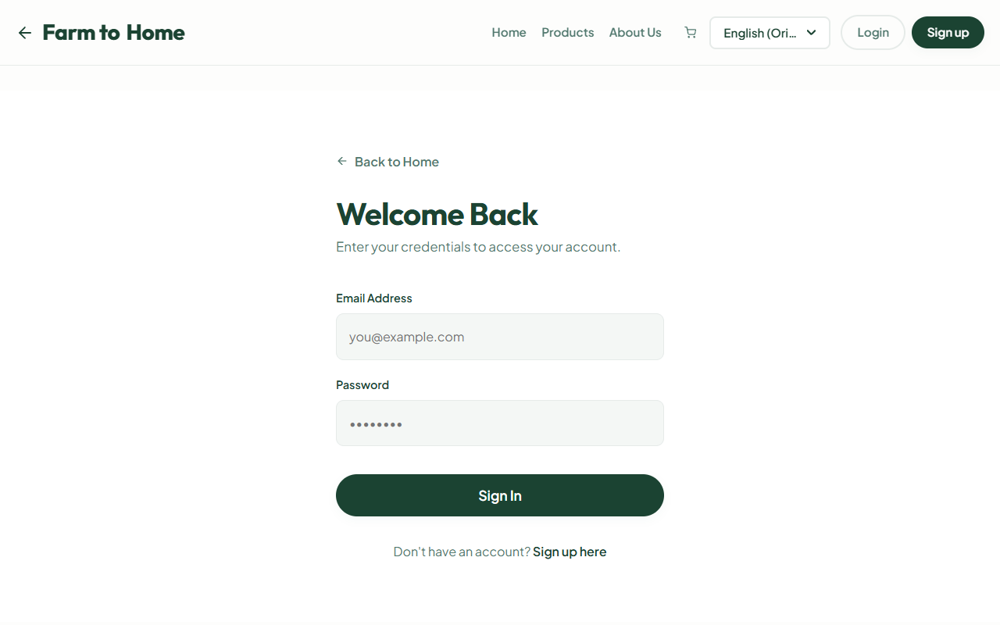 Farm to Home
Home
Products
About Us
English (Ori...
Login
Sign up
Back to Home
Welcome Back
Enter your credentials to access your account.
Email Address
you@example.com
Password
••••••••
Sign In
Don't have an account? Sign up here